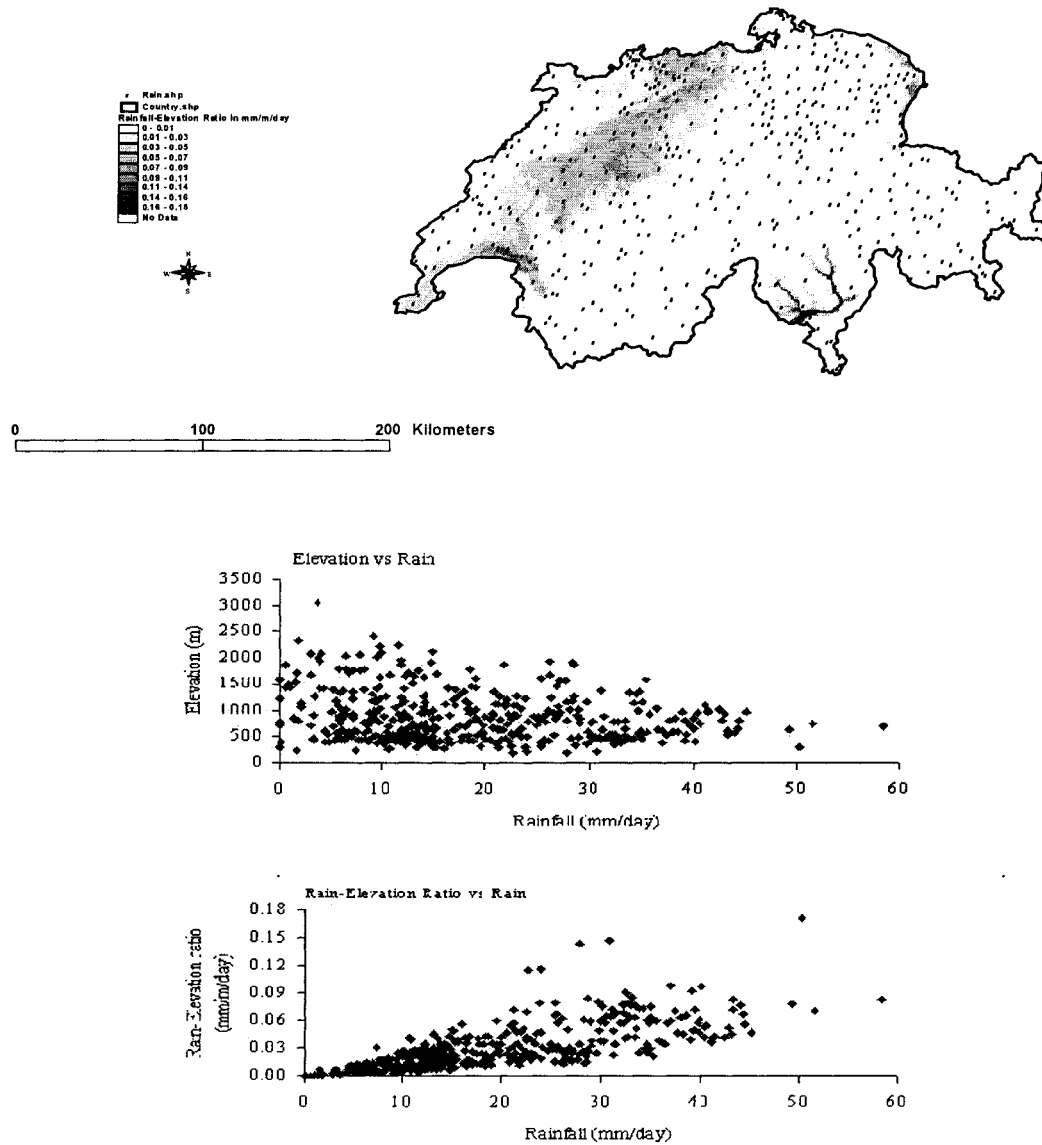 Rain.shp
Country.shp
Rainfall-Elevation Ratio in mm/m/day
0 - 0.01
0.01 - 0.03
0.03 - 0.05
0.05 - 0.07
0.07 - 0.09
0.09 - 0.11
0.11 - 0.14
0.14 - 0.16
0.16 - 0.18
No Data
N
W E
S
0 100 200 Kilometers
Elevation vs Rain
Elevation (m)
3500
3000
2500
2000
1500
1000
500
0
0 10 20 30 40 50 60
Rainfall (mm/day)
Rain-Elevation Ratio vs Rain
Rain-Elevation ratio
(mm/m/day)
0.18
0.15
0.12
0.09
0.06
0.03
0.00
0 10 20 30 40 50 60
Rainfall (mm/day)